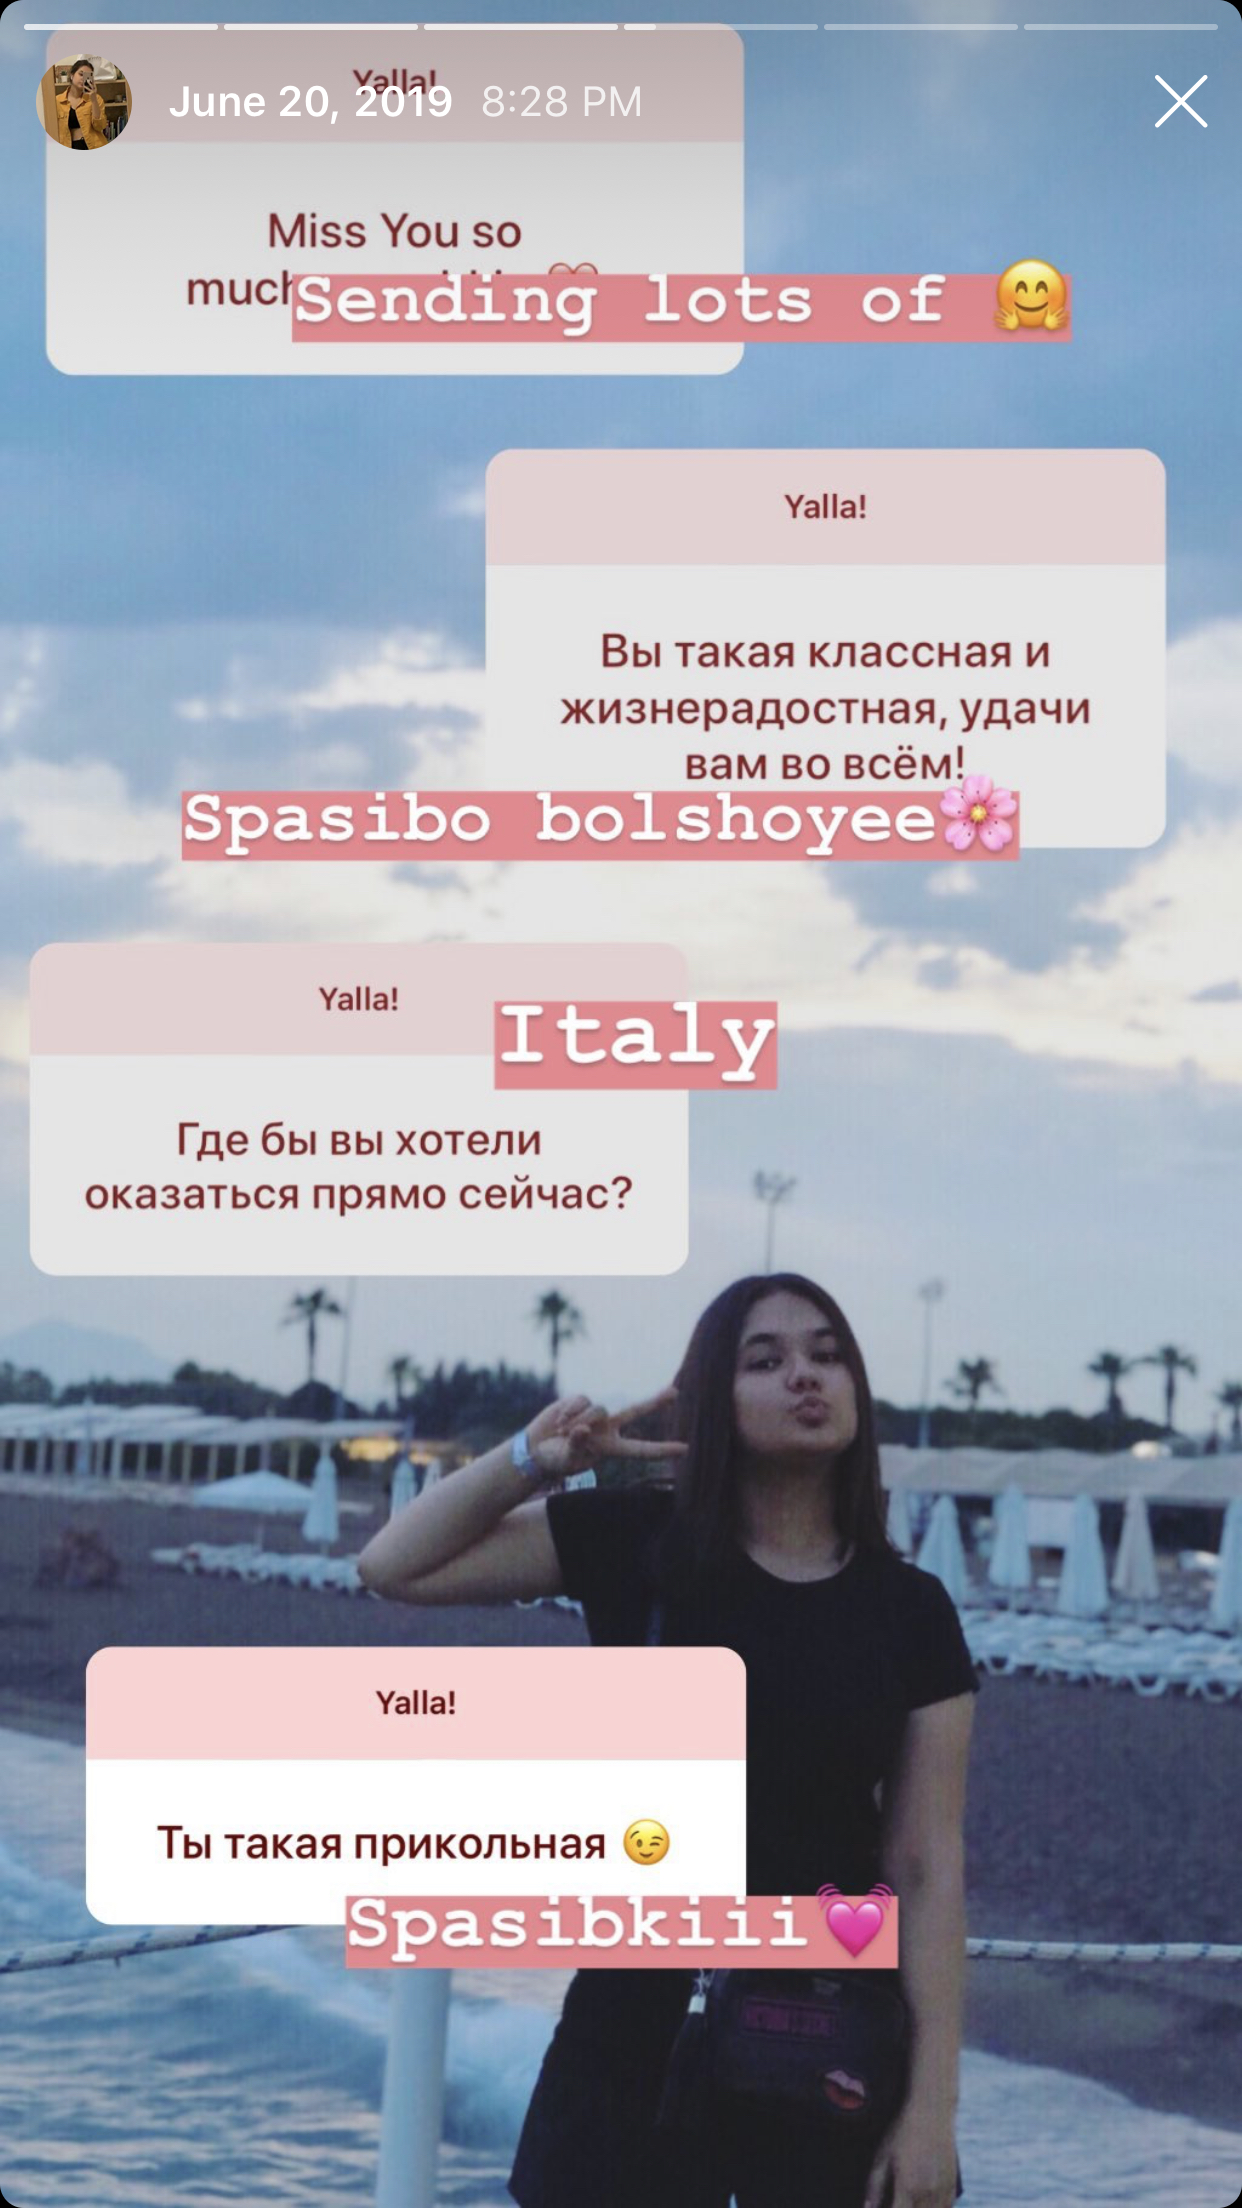 Yalla!
June 20, 2019 8:28 PM
Miss You so
much
Sending lots of 🤗
Yalla!
Вы такая классная и
жизнерадостная, удачи
вам во всём!
Spasibo bolshoyee🌸
Yalla!
Italy
Где бы вы хотели
оказаться прямо сейчас?
Yalla!
Ты такая прикольная 😉
Spasibkiii💓